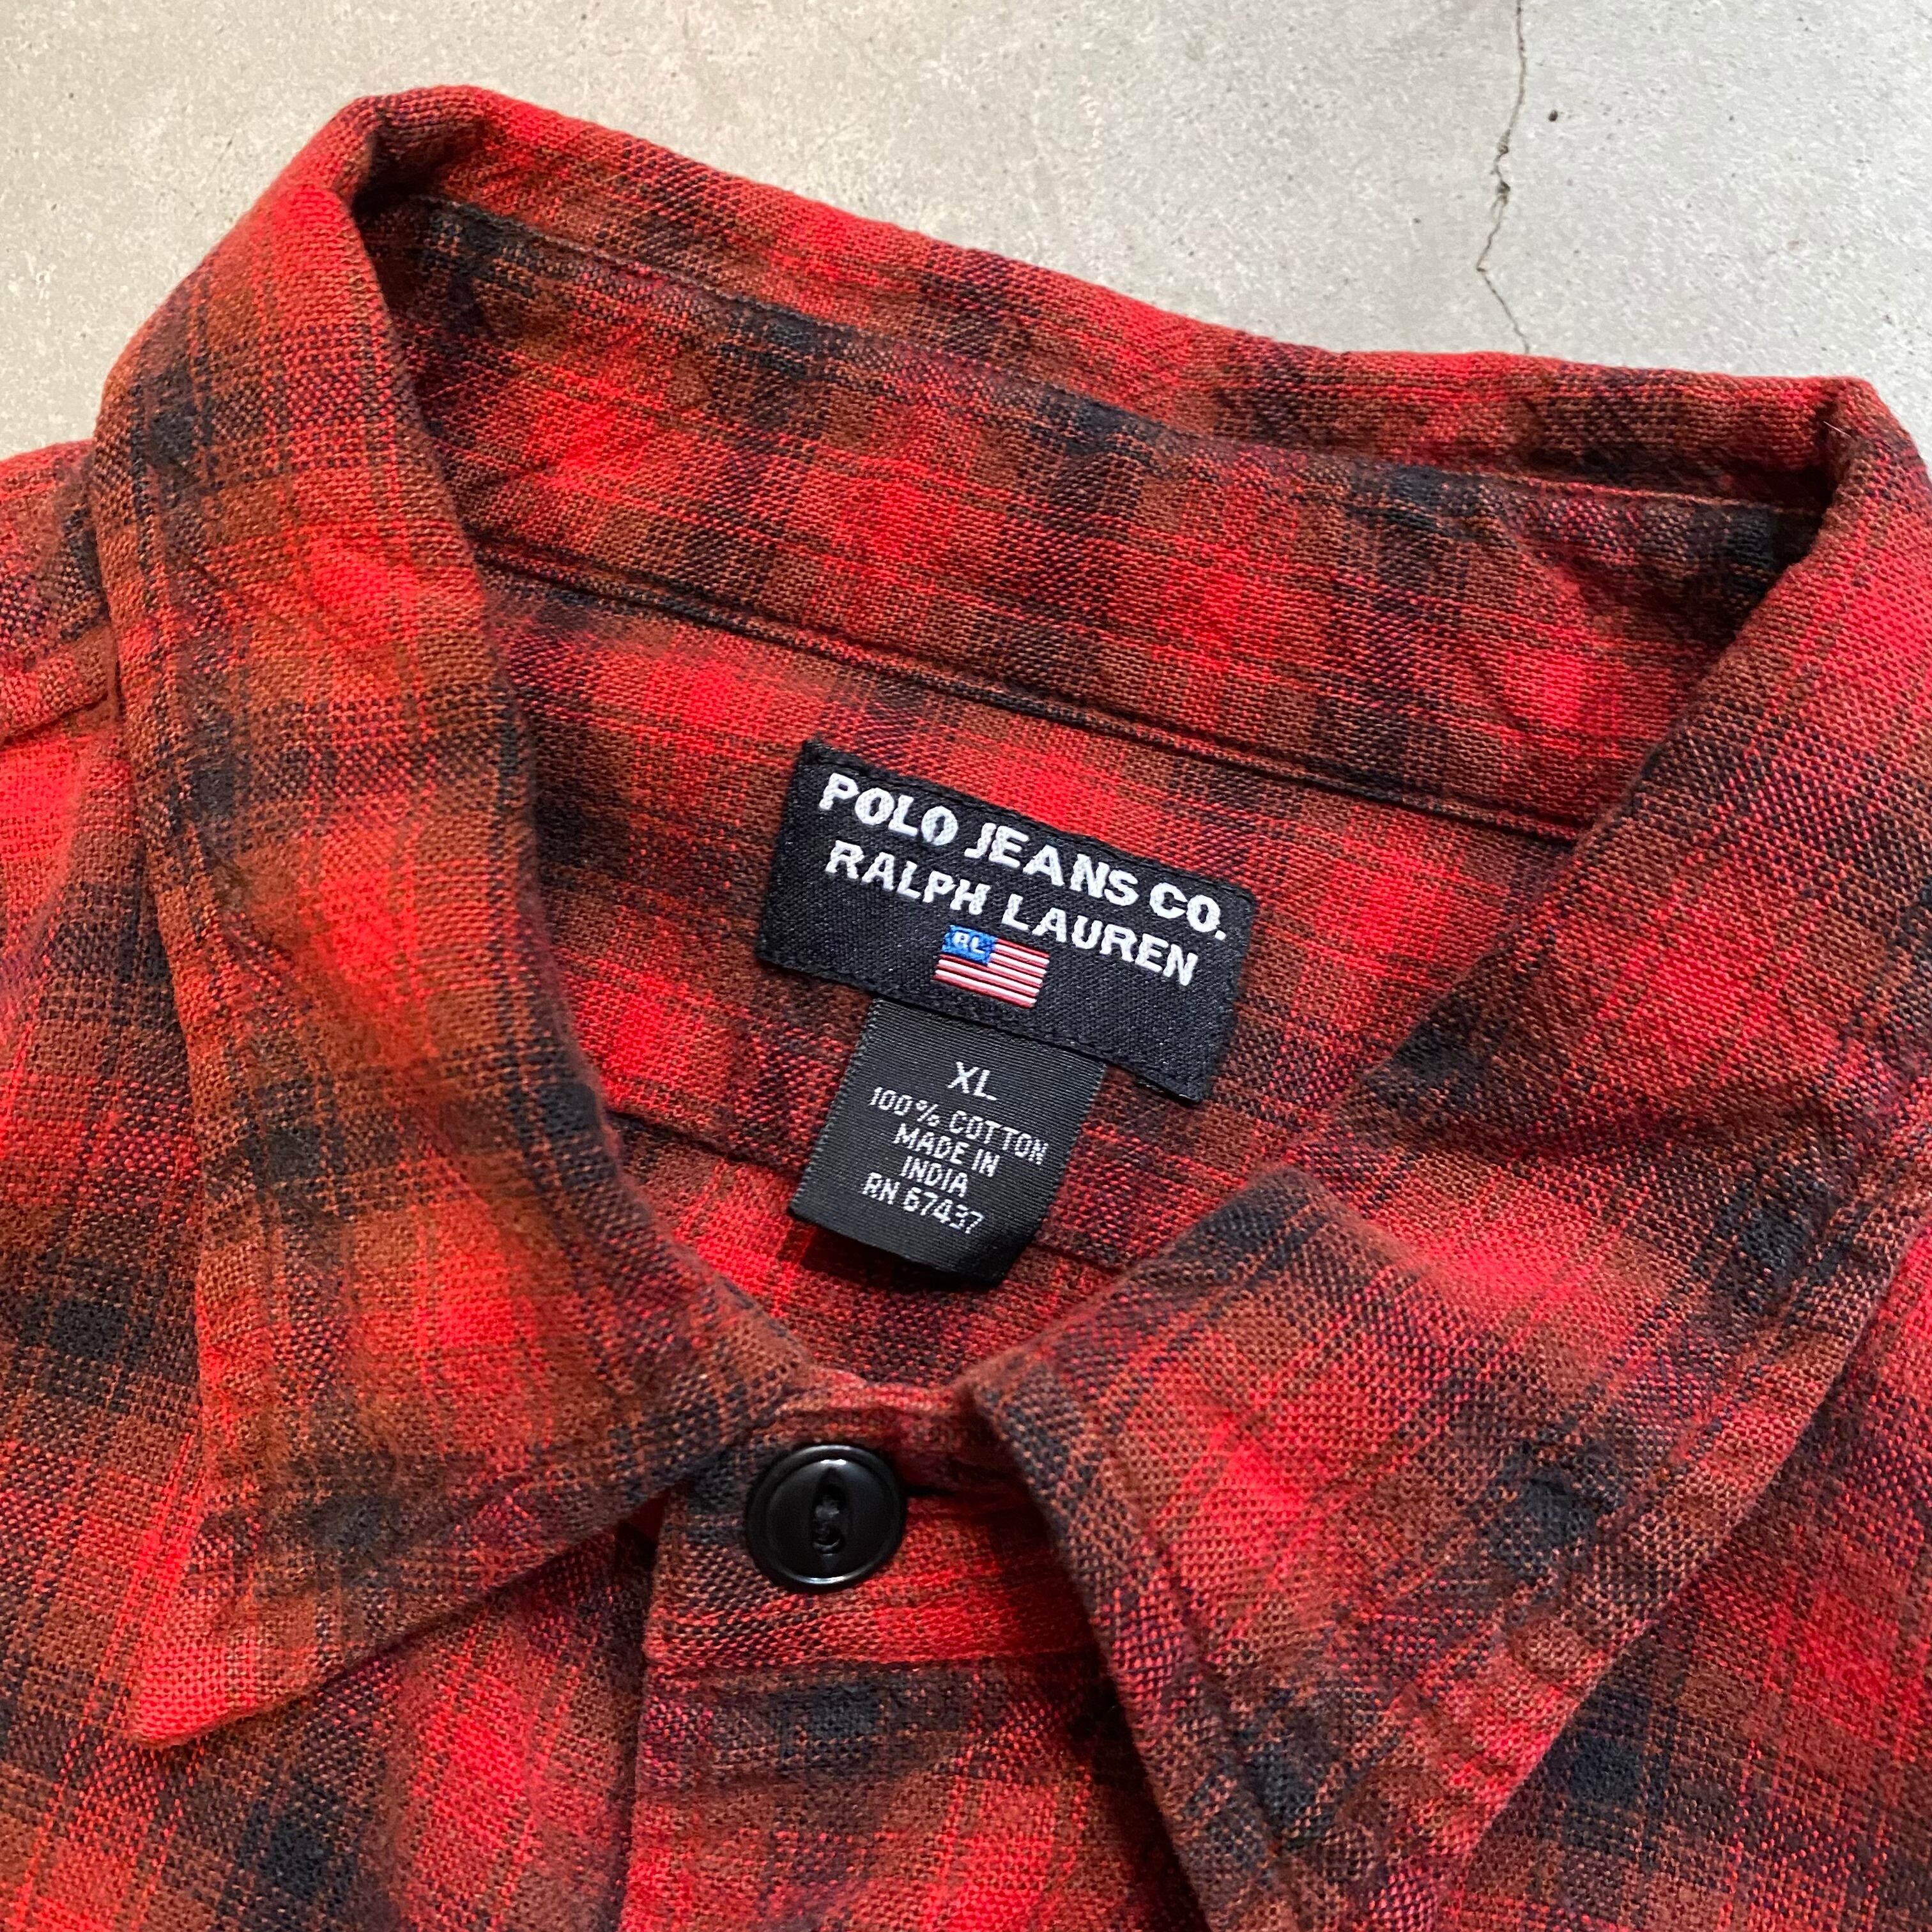 POLO JEANS CO.
RALPH LAUREN
RL
XL
100% COTTON
MADE IN
INDIA
RN 67437